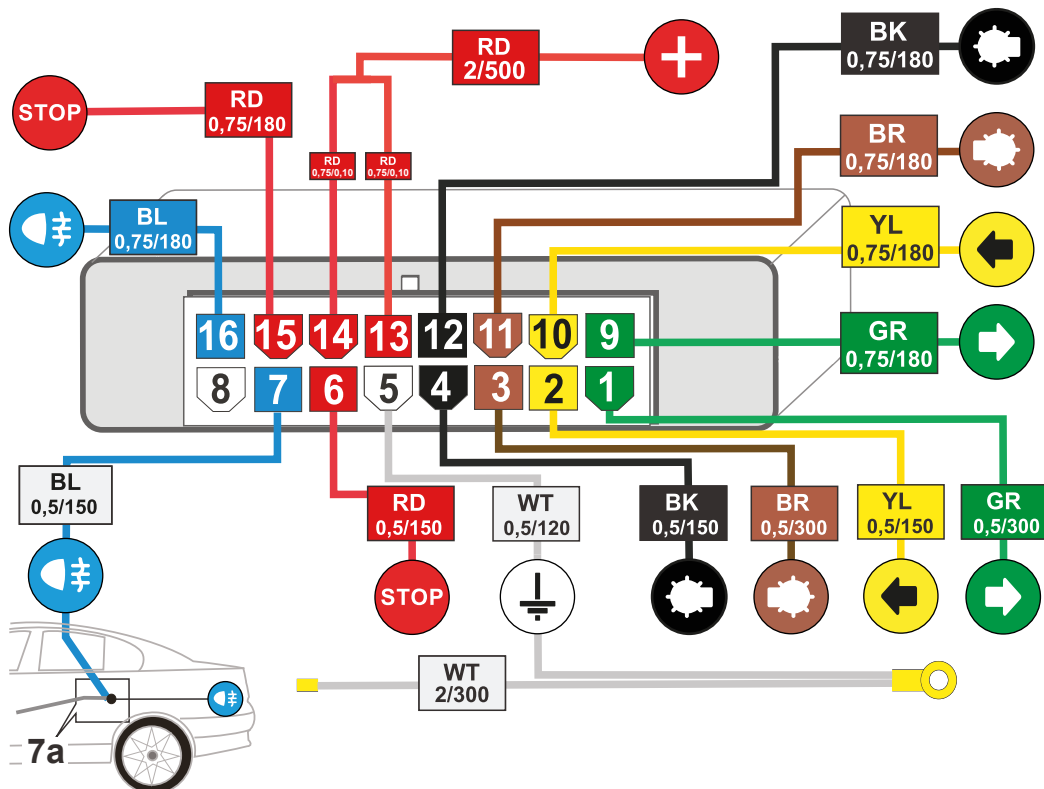 BK
0,75/180
RD
2/500
STOP
RD
0,75/180
BR
0,75/180
RD
0,75/0,10
RD
0,75/0,10
BL
0,75/180
YL
0,75/180
GR
0,75/180
16 15 14 13 12 11 10 9
8 7 6 5 4 3 2 1
BL
0,5/150
RD
0,5/150
WT
0,5/120
BK
0,5/150
BR
0,5/300
YL
0,5/150
GR
0,5/300
STOP
WT
2/300
7a